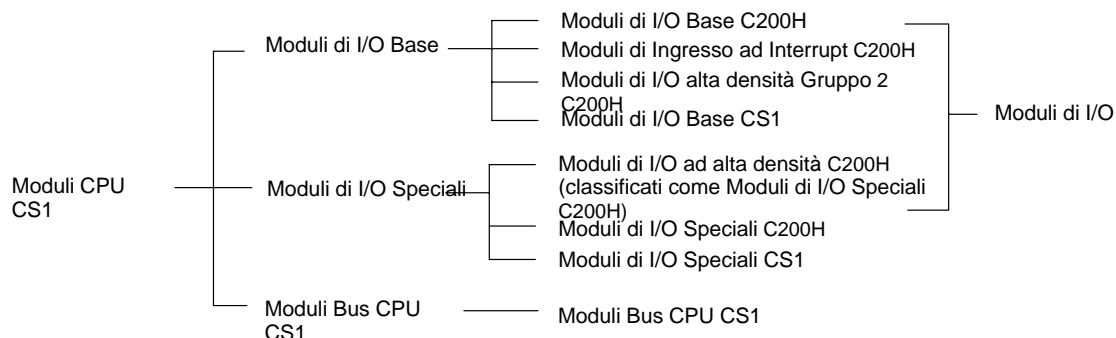 Moduli di I/O Base C200H
Moduli di I/O Base
Moduli di Ingresso ad Interrupt C200H
Moduli di I/O alta densità Gruppo 2
C200H
Moduli di I/O Base CS1
Moduli di I/O
Moduli CPU
CS1
Moduli di I/O Speciali
Moduli di I/O ad alta densità C200H
(classificati come Moduli di I/O Speciali
C200H)
Moduli di I/O Speciali C200H
Moduli di I/O Speciali CS1
Moduli Bus CPU
CS1
Moduli Bus CPU CS1